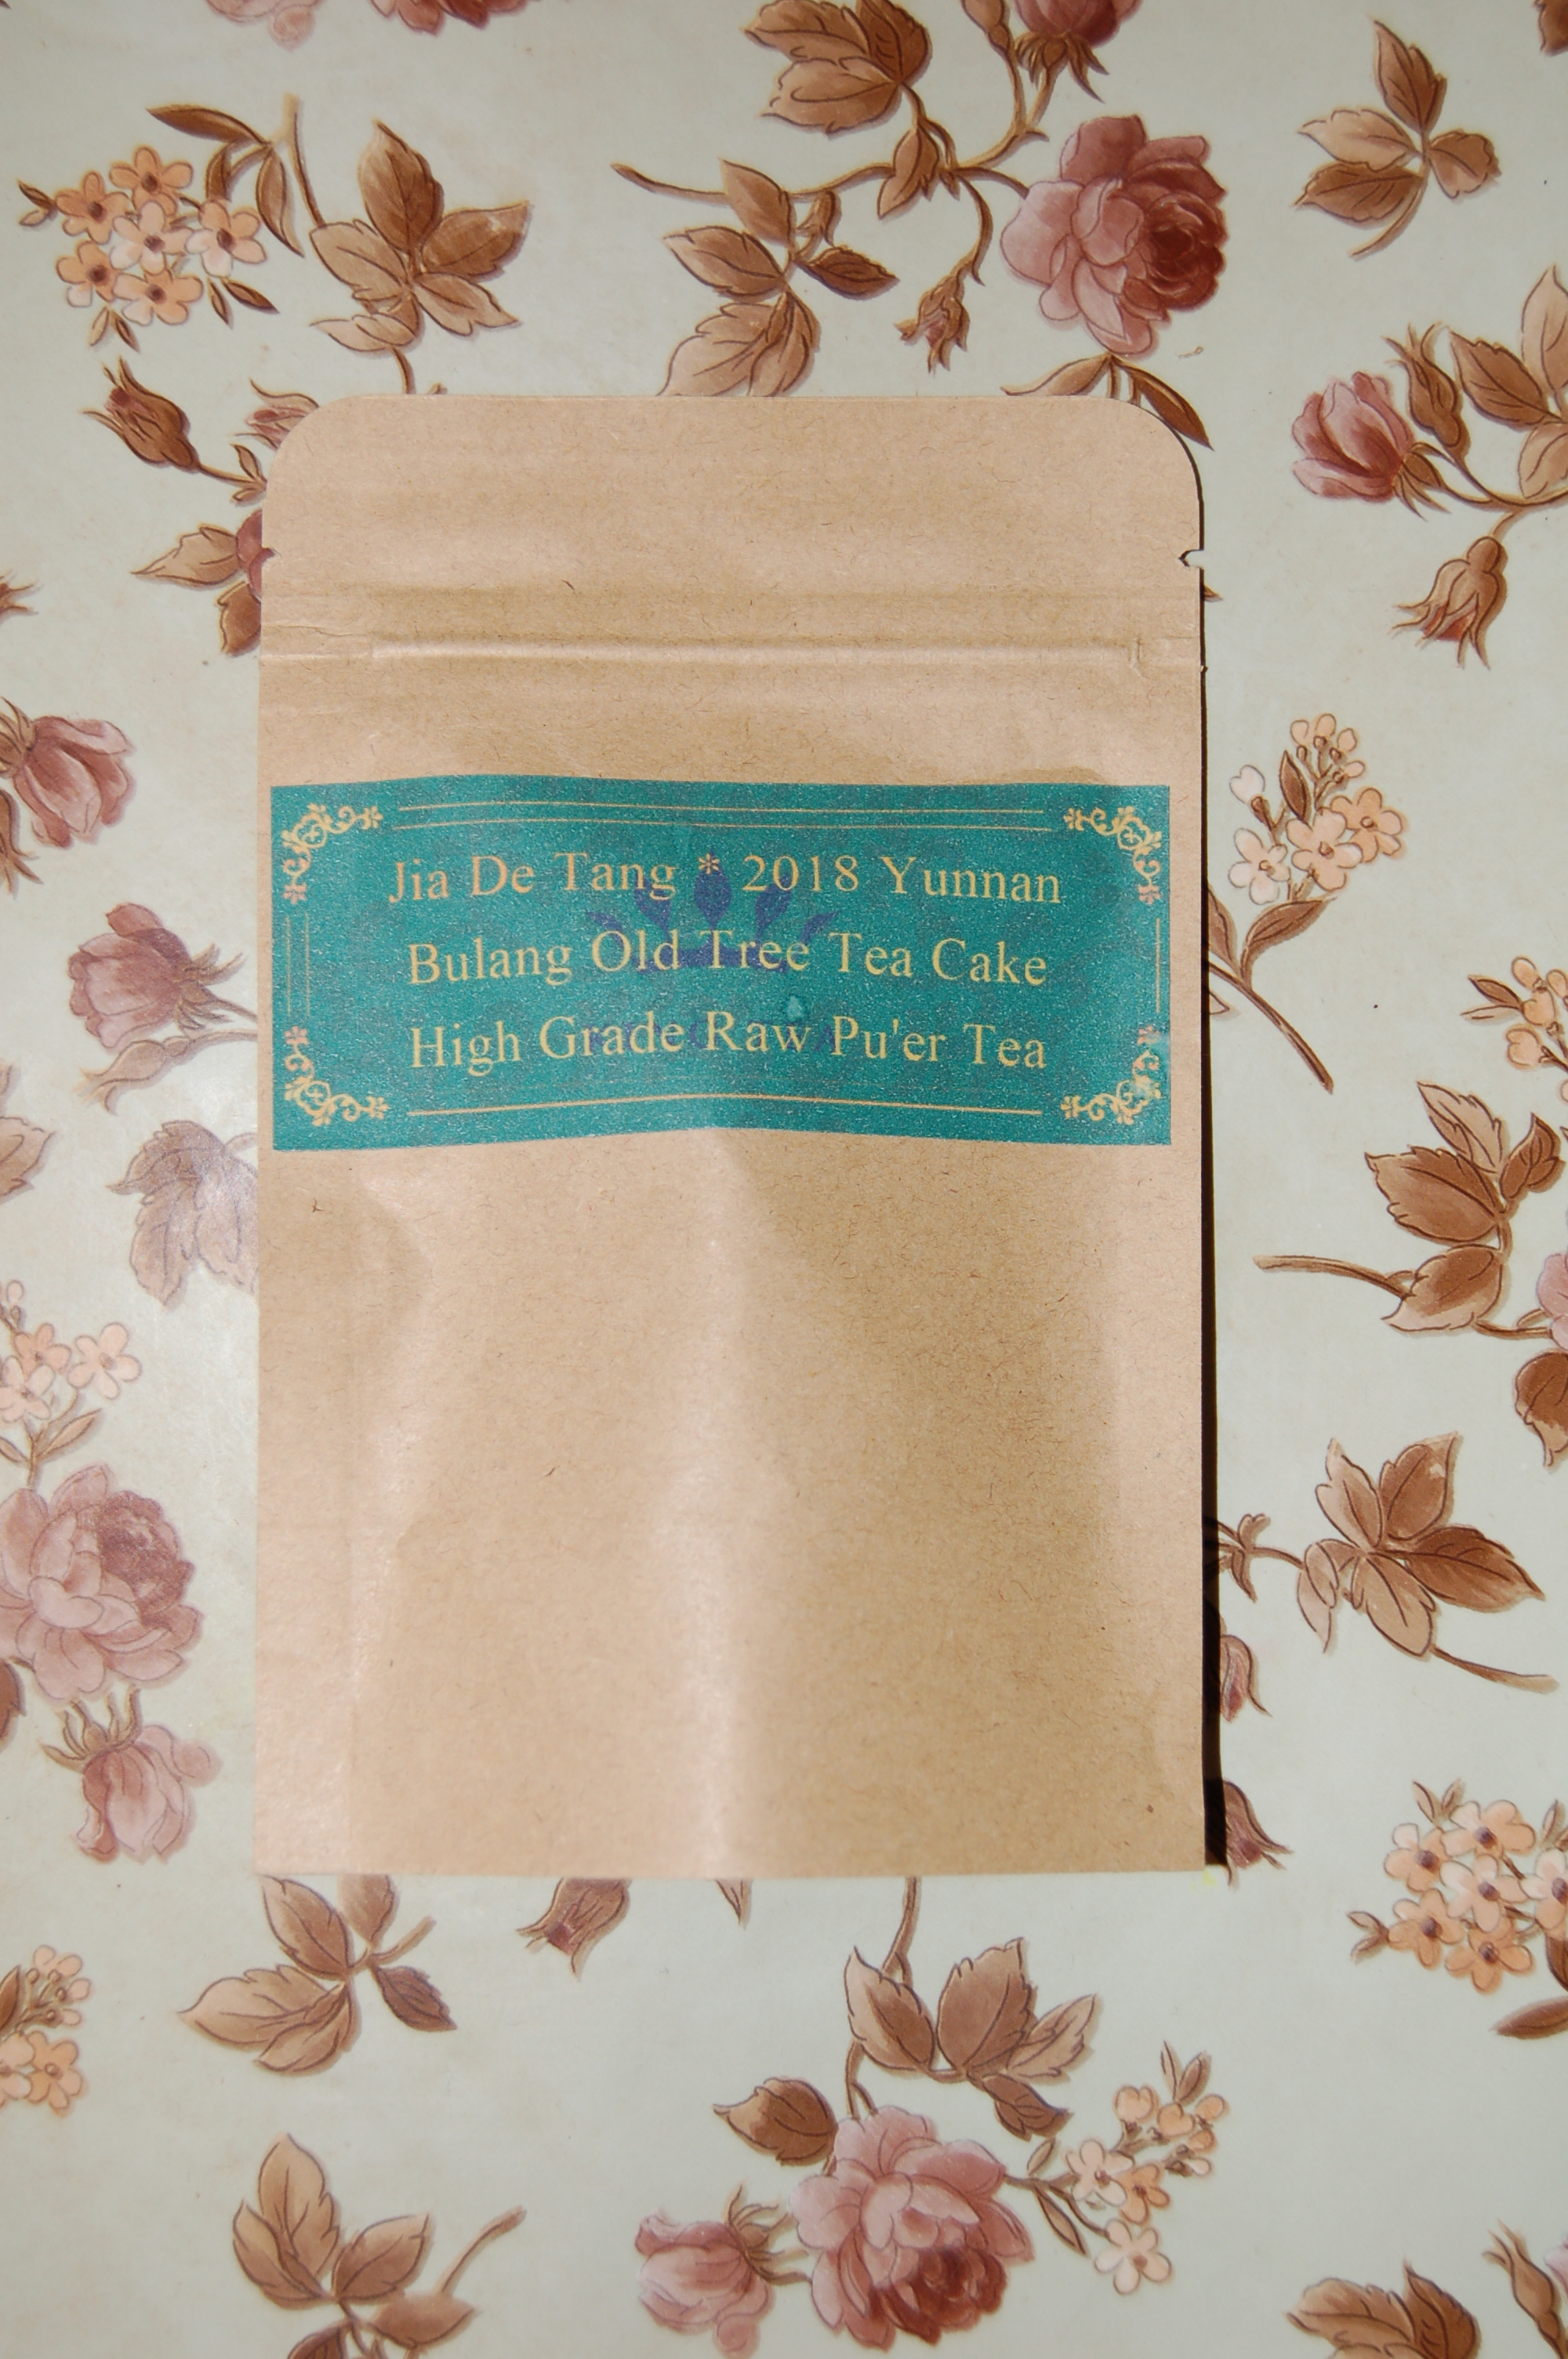 Jia De Tang * 2018 Yunnan
Bulang Old Tree Tea Cake
High Grade Raw Pu'er Tea